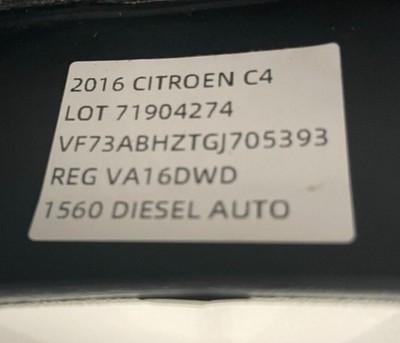 2016 CITROEN C4
LOT 71904274
VF73ABHZTGJ705393
REG VA16DWD
1560 DIESEL AUTO